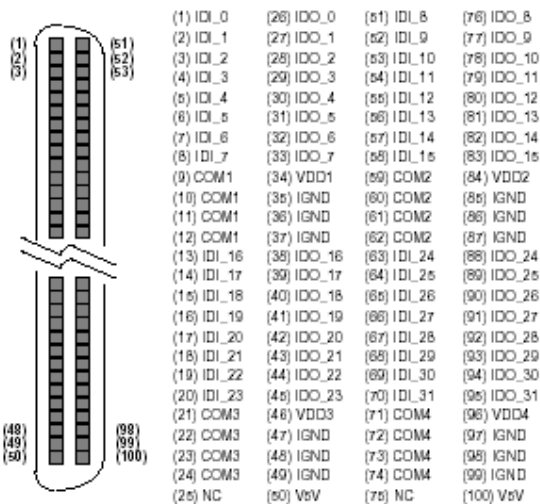 (1) (51)
(2) (52)
(3) (53)
(48) (98)
(49) (99)
(50) (100)
(1) IDI_0 (26) IDO_0 (51) IDI_8 (76) IDO_8
(2) IDI_1 (27) IDO_1 (52) IDI_9 (77) IDO_9
(3) IDI_2 (28) IDO_2 (53) IDI_10 (78) IDO_10
(4) IDI_3 (29) IDO_3 (54) IDI_11 (79) IDO_11
(5) IDI_4 (30) IDO_4 (55) IDI_12 (80) IDO_12
(6) IDI_5 (31) IDO_5 (56) IDI_13 (81) IDO_13
(7) IDI_6 (32) IDO_6 (57) IDI_14 (82) IDO_14
(8) IDI_7 (33) IDO_7 (58) IDI_15 (83) IDO_15
(9) COM1 (34) VDD1 (59) COM2 (84) VDD2
(10) COM1 (35) IGND (60) COM2 (85) IGND
(11) COM1 (36) IGND (61) COM2 (86) IGND
(12) COM1 (37) IGND (62) COM2 (87) IGND
(13) IDI_16 (38) IDO_16 (63) IDI_24 (88) IDO_24
(14) IDI_17 (39) IDO_17 (64) IDI_25 (89) IDO_25
(15) IDI_18 (40) IDO_18 (65) IDI_26 (90) IDO_26
(16) IDI_19 (41) IDO_19 (66) IDI_27 (91) IDO_27
(17) IDI_20 (42) IDO_20 (67) IDI_28 (92) IDO_28
(18) IDI_21 (43) IDO_21 (68) IDI_29 (93) IDO_29
(19) IDI_22 (44) IDO_22 (69) IDI_30 (94) IDO_30
(20) IDI_23 (45) IDO_23 (70) IDI_31 (95) IDO_31
(21) COM3 (46) VDD3 (71) COM4 (96) VDD4
(22) COM3 (47) IGND (72) COM4 (97) IGND
(23) COM3 (48) IGND (73) COM4 (98) IGND
(24) COM3 (49) IGND (74) COM4 (99) IGND
(25) NC (50) V5V (75) NC (100) V5V